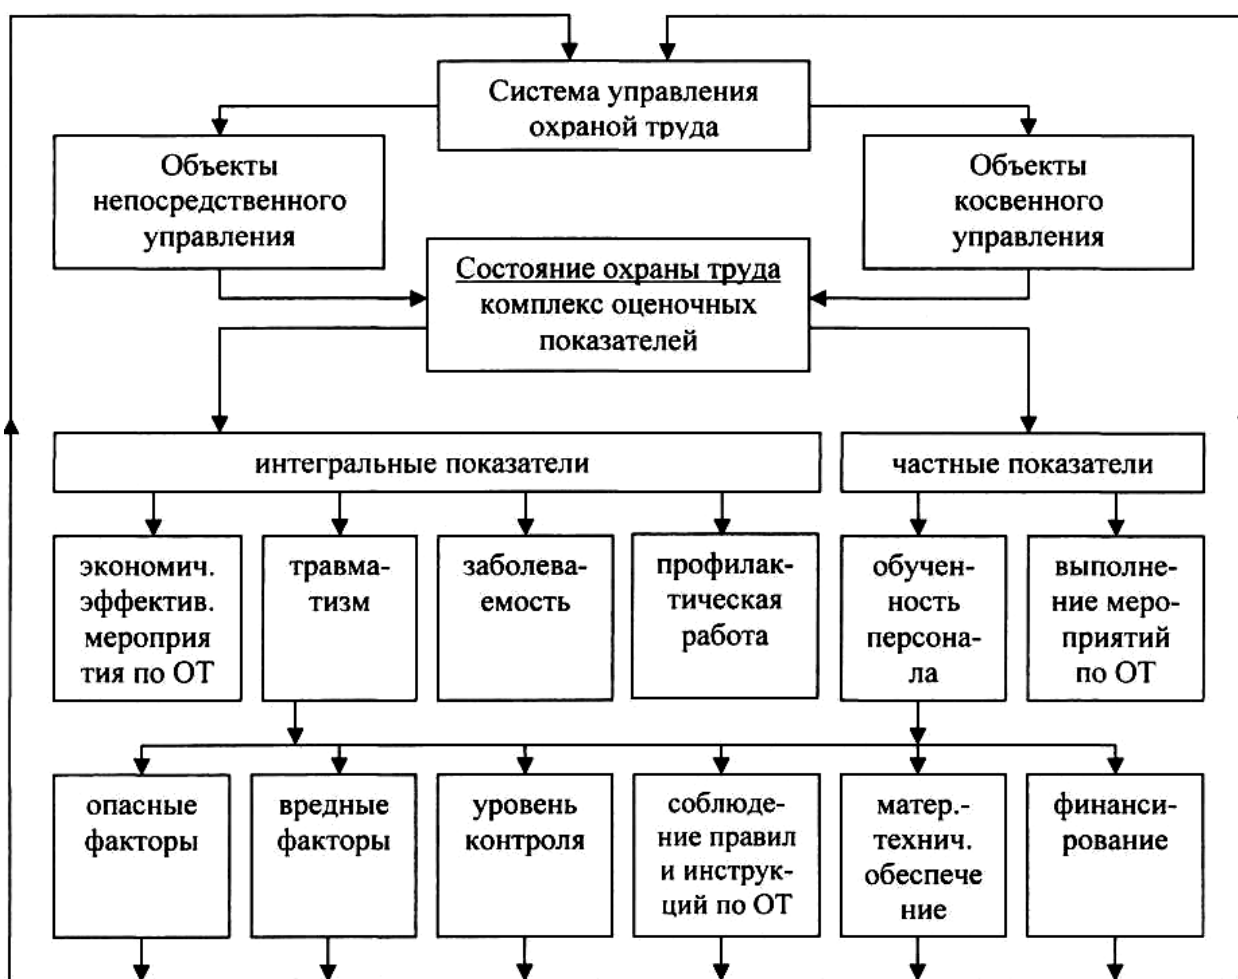 Система управления
охраной труда
Объекты
непосредственного
управления
Объекты
косвенного
управления
Состояние охраны труда
комплекс оценочных
показателей
интегральные показатели
частные показатели
экономич.
эффектив.
мероприя
тия по ОТ
травма-
тизм
заболева-
емость
профилак-
тическая
работа
обучен-
ность
персона-
ла
выполне-
ние меро-
приятий
по ОТ
опасные
факторы
вредные
факторы
уровень
контроля
соблюде-
ние правил
и инструк-
ций по ОТ
матер.-
технич.
обеспече
ние
финанси-
рование